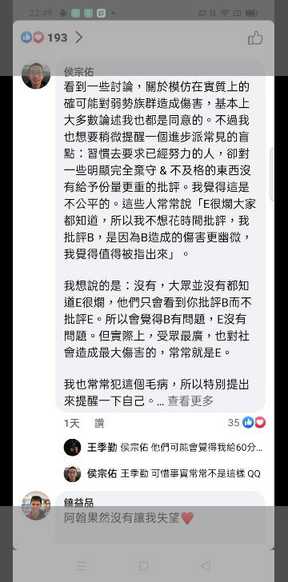 22:49
193
侯宗佑
看到一些討論，關於模仿在實質上的
確可能對弱勢族群造成傷害，基本上
大多數論述我也都是同意的。不過我
也想要稍微提醒一個進步派常見的盲
點：習慣去要求已經努力的人，卻對
一些明顯完全棄守 & 不及格的東西沒
有給予份量更重的批評。我覺得這是
不公平的。這些人常常說「E很爛大家
都知道，所以我不想花時間批評，我
批評B，是因為B造成的傷害更幽微，
我覺得值得被指出來」。
我想說的是：沒有，大眾並沒有都知
道E很爛，他們只會看到你批評B而不
批評E。所以會覺得B有問題，E沒有
問題。但實際上，受眾最廣，也對社
會造成最大傷害的，常常就是E。
我也常常犯這個毛病，所以特別提出
來提醒一下自己。... 查看更多
1天 讚 35
王季勤 侯宗佑 他們可能會覺得我給60分...
侯宗佑 王季勤 可惜事實常常不是這樣 QQ
鐘益品
阿翰果然沒有讓我失望❤️